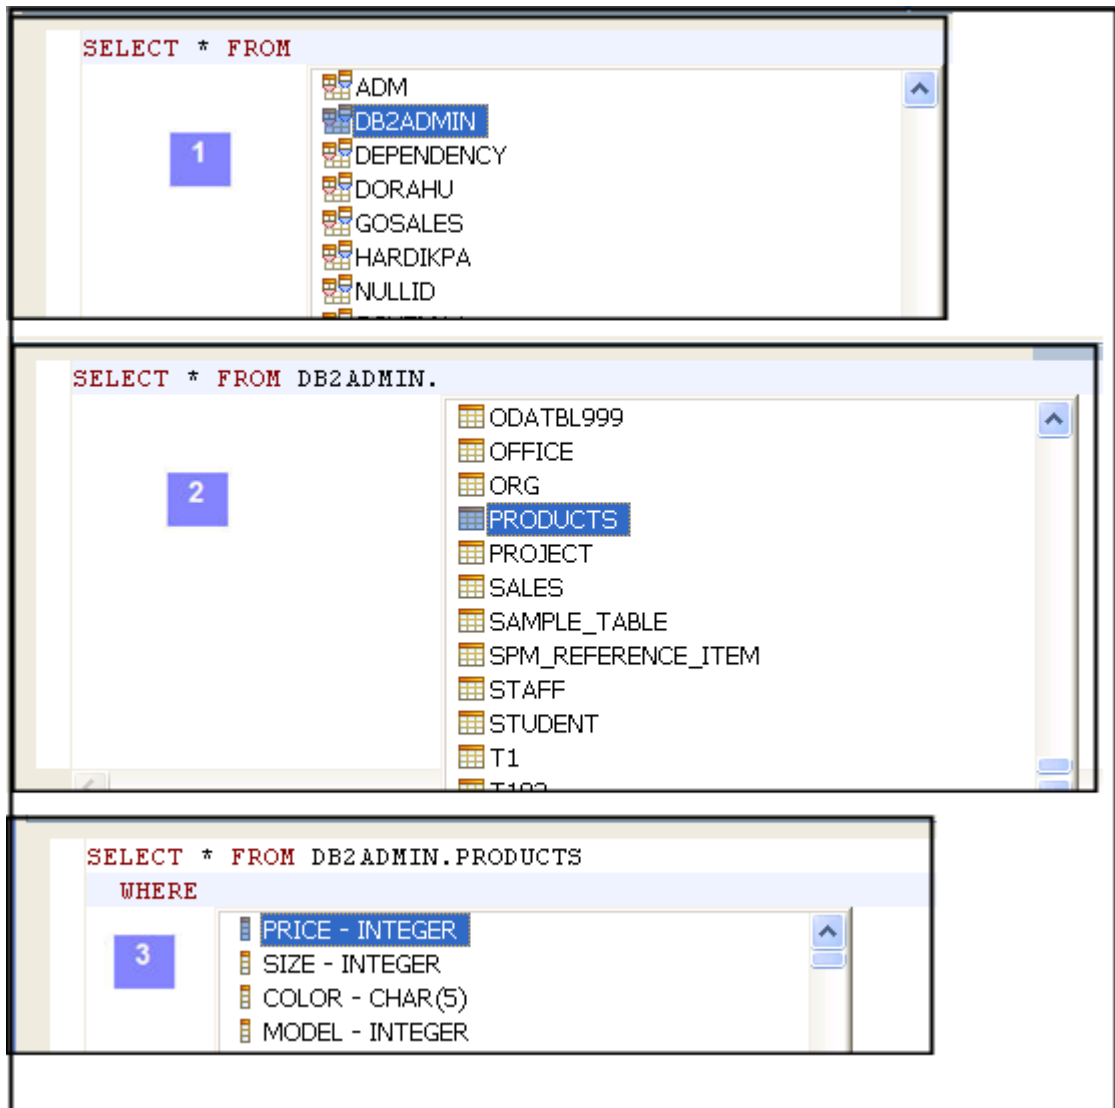 SELECT * FROM
ADM
DB2ADMIN
DEPENDENCY
DORAHU
GOSALES
HARDIKPA
NULLID
1
SELECT * FROM DB2ADMIN.
ODATBL999
OFFICE
ORG
PRODUCTS
PROJECT
SALES
SAMPLE_TABLE
SPM_REFERENCE_ITEM
STAFF
STUDENT
T1
2
SELECT * FROM DB2ADMIN.PRODUCTS
WHERE
PRICE - INTEGER
SIZE - INTEGER
COLOR - CHAR(5)
MODEL - INTEGER
3